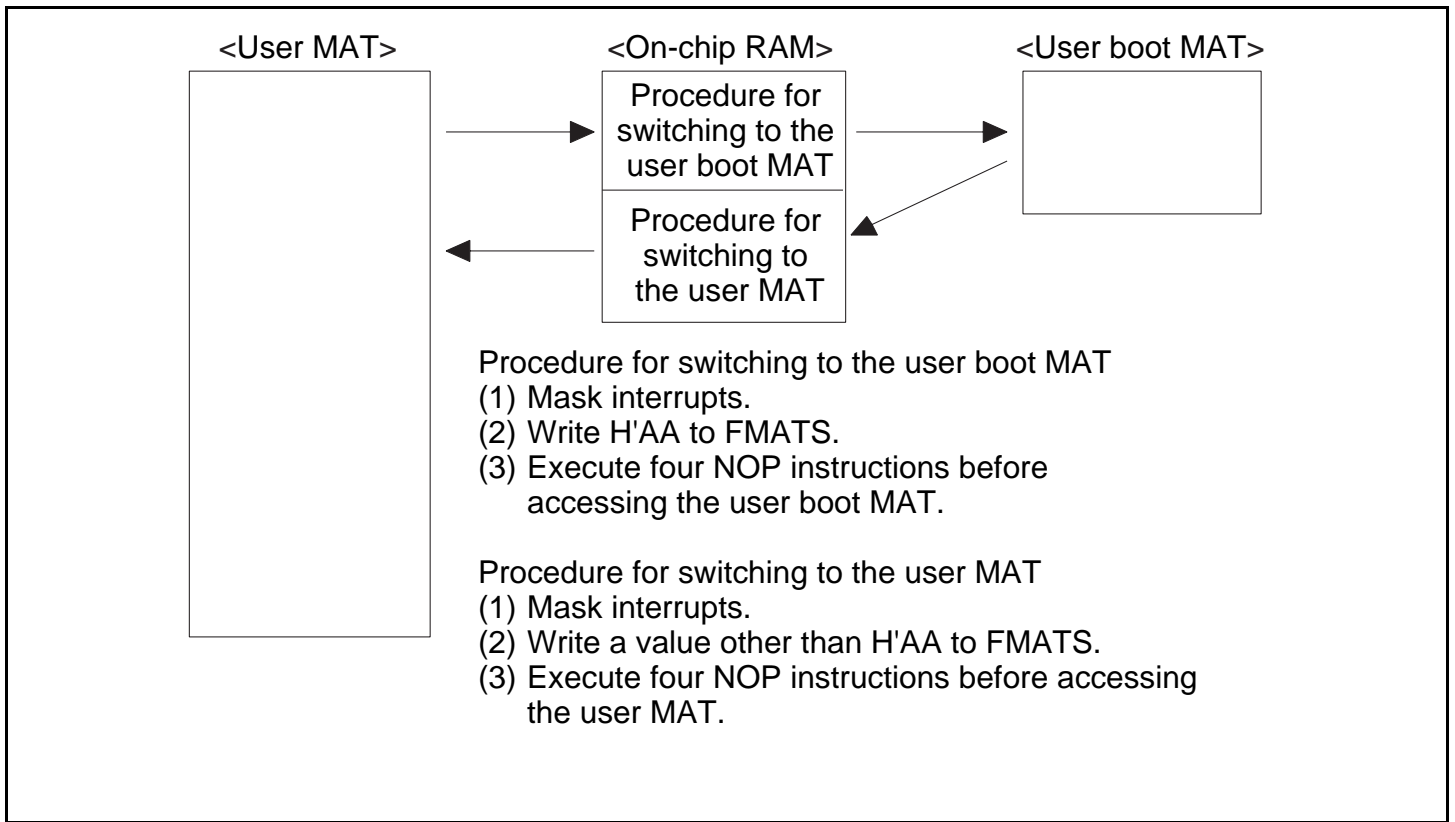 <User MAT>
<On-chip RAM>
<User boot MAT>
Procedure for
switching to the
user boot MAT
Procedure for
switching to
the user MAT
Procedure for switching to the user boot MAT
(1) Mask interrupts.
(2) Write H'AA to FMATS.
(3) Execute four NOP instructions before
accessing the user boot MAT.
Procedure for switching to the user MAT
(1) Mask interrupts.
(2) Write a value other than H'AA to FMATS.
(3) Execute four NOP instructions before accessing
the user MAT.